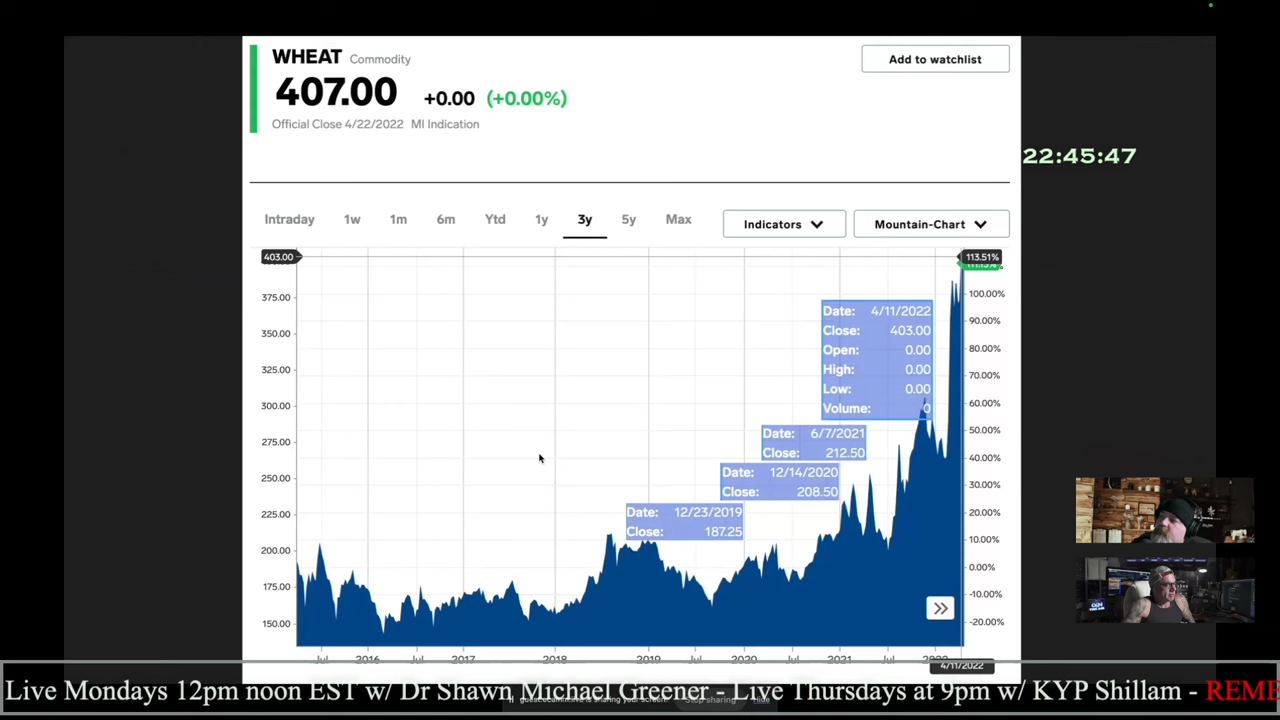 WHEAT Commodity
Add to watchlist
407.00 +0.00 (+0.00%)
Official Close 4/22/2022 MI Indication
22:45:47
Intraday 1w 1m 6m Ytd 1y 3y 5y Max Indicators Mountain-Chart
403.00 113.51%
375.00 100.00%
90.00%
350.00 80.00%
325.00 70.00%
300.00 60.00%
50.00%
275.00 40.00%
250.00 30.00%
225.00 20.00%
200.00 10.00%
0.00%
175.00 -10.00%
150.00 -20.00%
Date: 4/11/2022
Close: 403.00
Open: 0.00
High: 0.00
Low: 0.00
Volume: 0
Date: 6/7/2021
Close: 212.50
Date: 12/14/2020
Close: 208.50
Date: 12/23/2019
Close: 187.25
Jul 2016 Jul 2017 2018 2019 Jul 2020 Jul 2021 Jul 2022
4/11/2022
Live Mondays 12pm noon EST w/ Dr Shawn Michael Greener - Live Thursdays at 9pm w/ KYP Shillam - REME
is sharing your screen. Stop sharing Hide